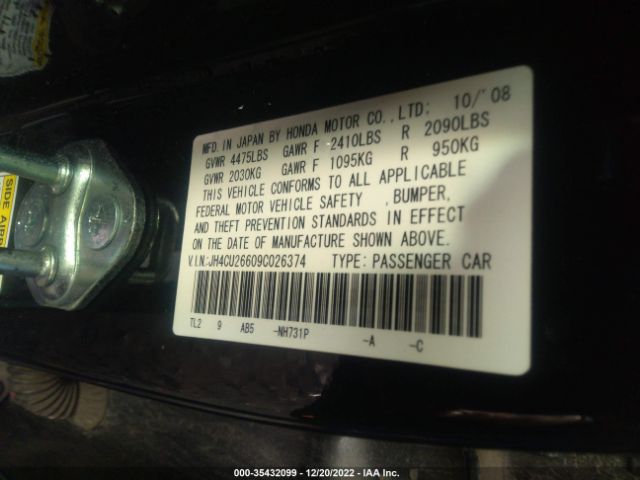 MFD. IN JAPAN BY HONDA MOTOR CO.,LTD; 10/'08
GVWR 4475LBS GAWR F 2410LBS R 2090LBS
GVWR 2030KG GAWR F 1095KG R 950KG
THIS VEHICLE CONFORMS TO ALL APPLICABLE
FEDERAL MOTOR VEHICLE SAFETY ,BUMPER,
AND THEFT PREVENTION STANDARDS IN EFFECT
ON THE DATE OF MANUFACTURE SHOWN ABOVE.
V.I.N:JH4CU26609C026374 TYPE: PASSENGER CAR
TL2 9 AB5 -NH731P -A -C
SIDE
000-35432099 - 12/20/2022 - IAA Inc.